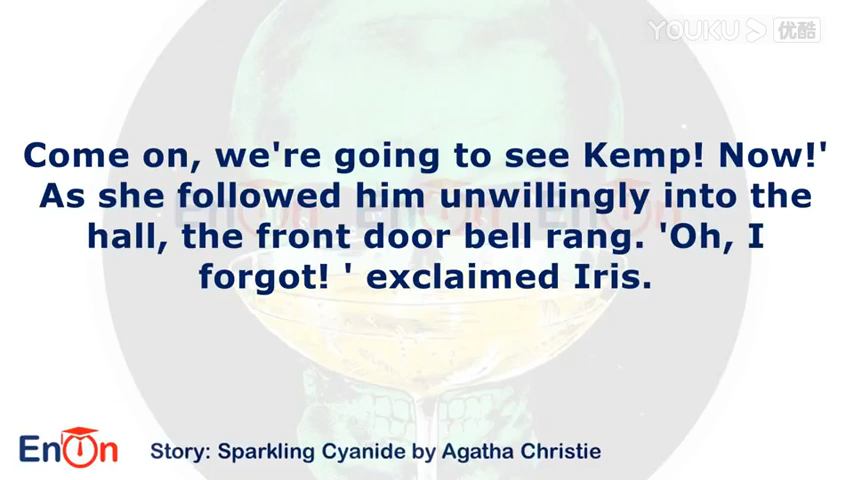 YOUKU 优酷
Come on, we're going to see Kemp! Now!'
As she followed him unwillingly into the
hall, the front door bell rang. 'Oh, I
forgot! ' exclaimed Iris.
EnOn
Story: Sparkling Cyanide by Agatha Christie